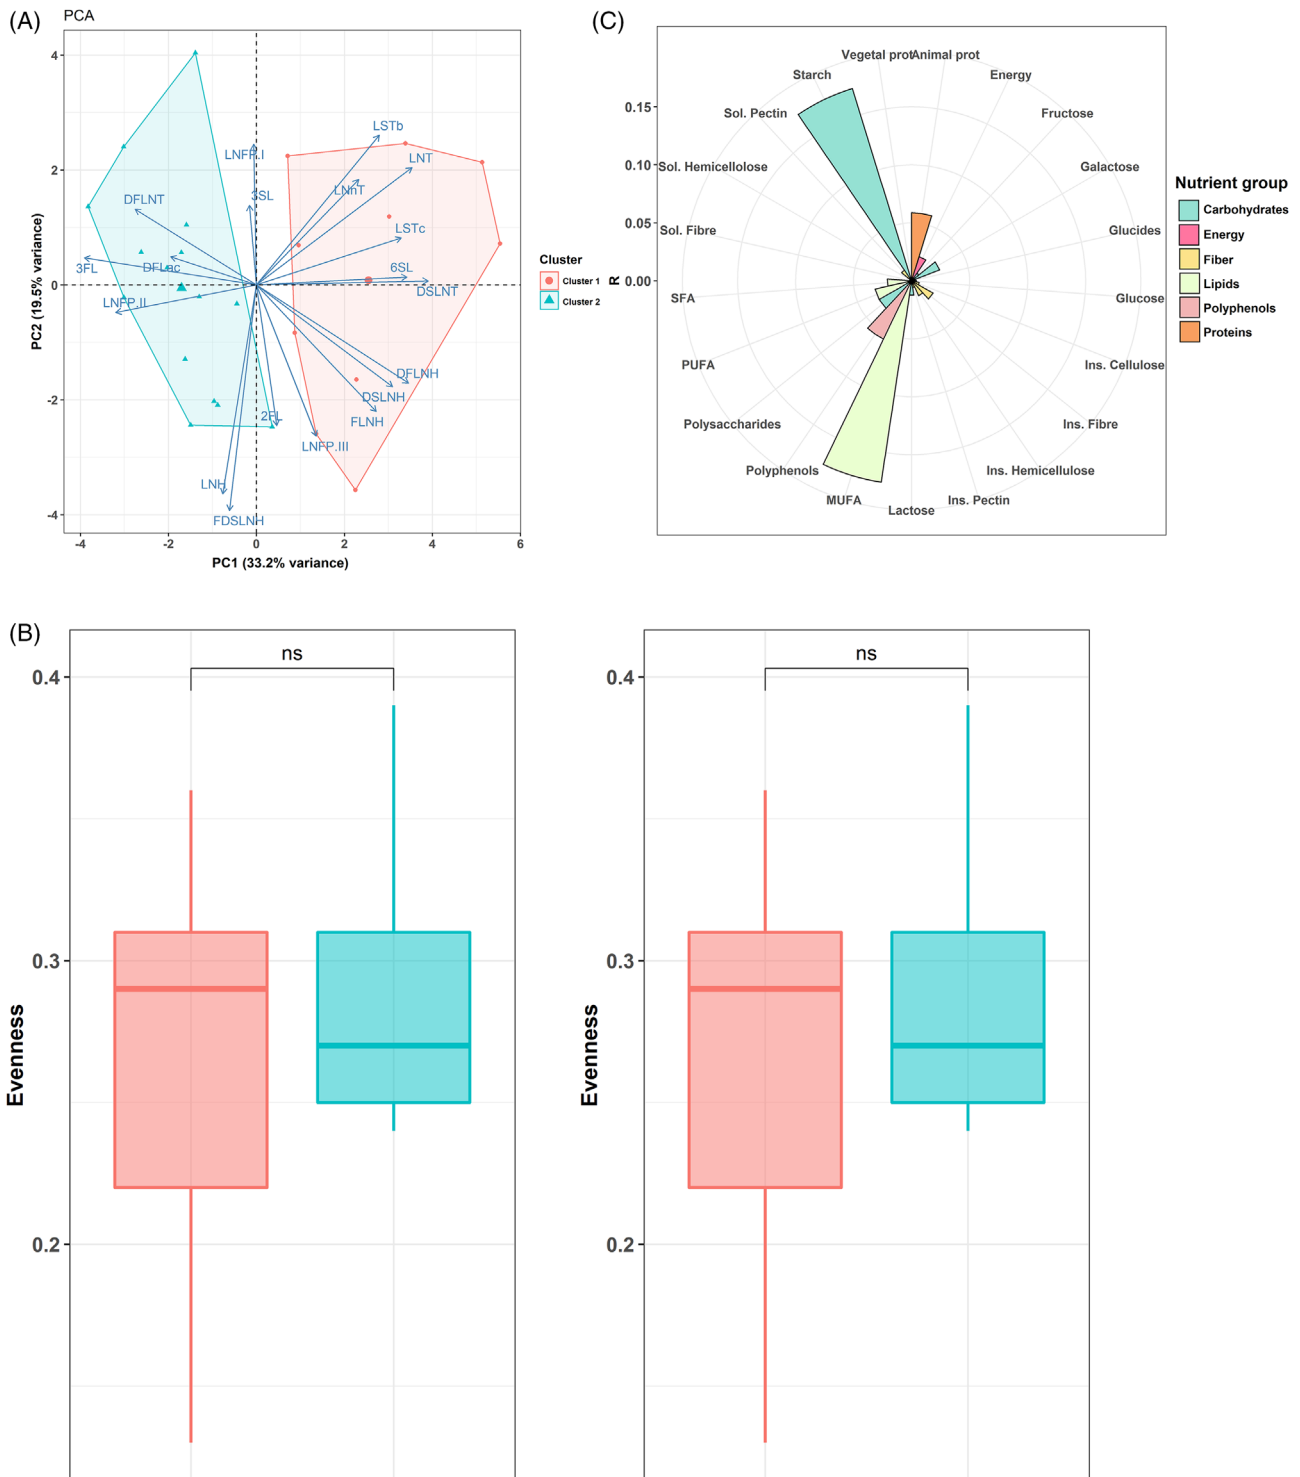 (A)
PCA
4
2
0
-2
-4
PC2 (19.5% variance)
-4
-2
0
2
4
6
PC1 (33.2% variance)
LSTb
LNFP.I
LNT
LNnT
3SL
DFLNT
LSTc
3FL
DFLac
6SL
DSLNT
LNFP.II
DFLNH
DSLNH
2FL
FLNH
LNFP.III
LNH
FDSLNH
Cluster
Cluster 1
Cluster 2
(C)
0.15
0.10
0.05
0.00
R
Vegetal prot
Animal prot
Energy
Fructose
Galactose
Glucides
Glucose
Ins. Cellulose
Ins. Fibre
Ins. Hemicellulose
Ins. Pectin
Lactose
MUFA
Polyphenols
Polysaccharides
PUFA
SFA
Sol. Fibre
Sol. Hemicellolose
Sol. Pectin
Starch
Nutrient group
Carbohydrates
Energy
Fiber
Lipids
Polyphenols
Proteins
(B)
ns
0.4
0.3
0.2
Evenness
ns
0.4
0.3
0.2
Evenness